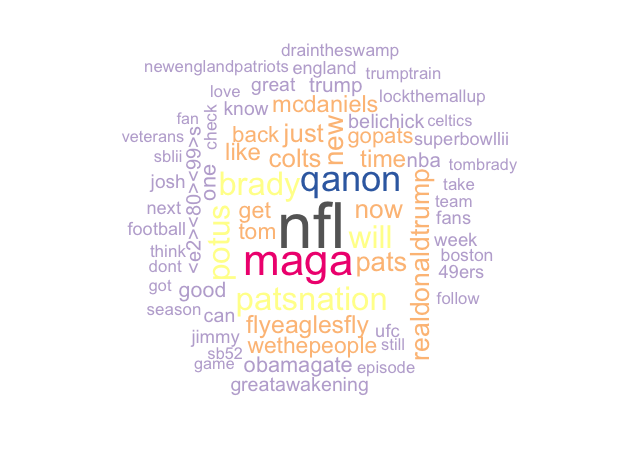 draintheswamp
newenglandpatriots england trumptrain
love great trump lockthemallup
fan know mcdaniels belichick celtics
veterans check back just new gopats superbowllii
sblii <e2><80><99>s like colts time nba tombrady
josh one brady qanon take
next potus get nfl now realdonaldtrump team
football tom will fans
think maga pats week
dont boston
got good patsnation 49ers
season can flyeaglesfly ufc follow
jimmy wethepeople still
sb52
game obamagate episode
greatawakening